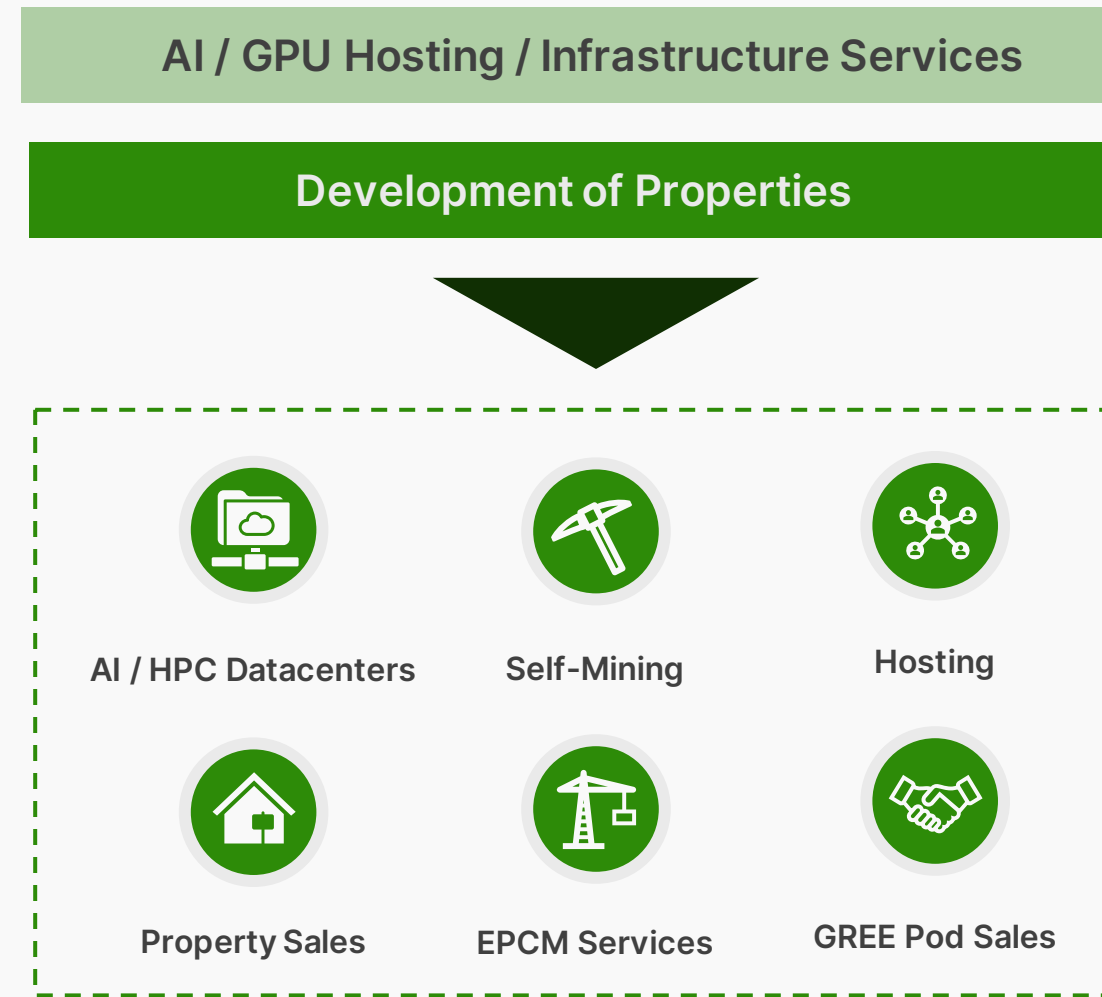 AI / GPU Hosting / Infrastructure Services
Development of Properties
AI / HPC Datacenters
Self-Mining
Hosting
Property Sales
EPCM Services
GREE Pod Sales